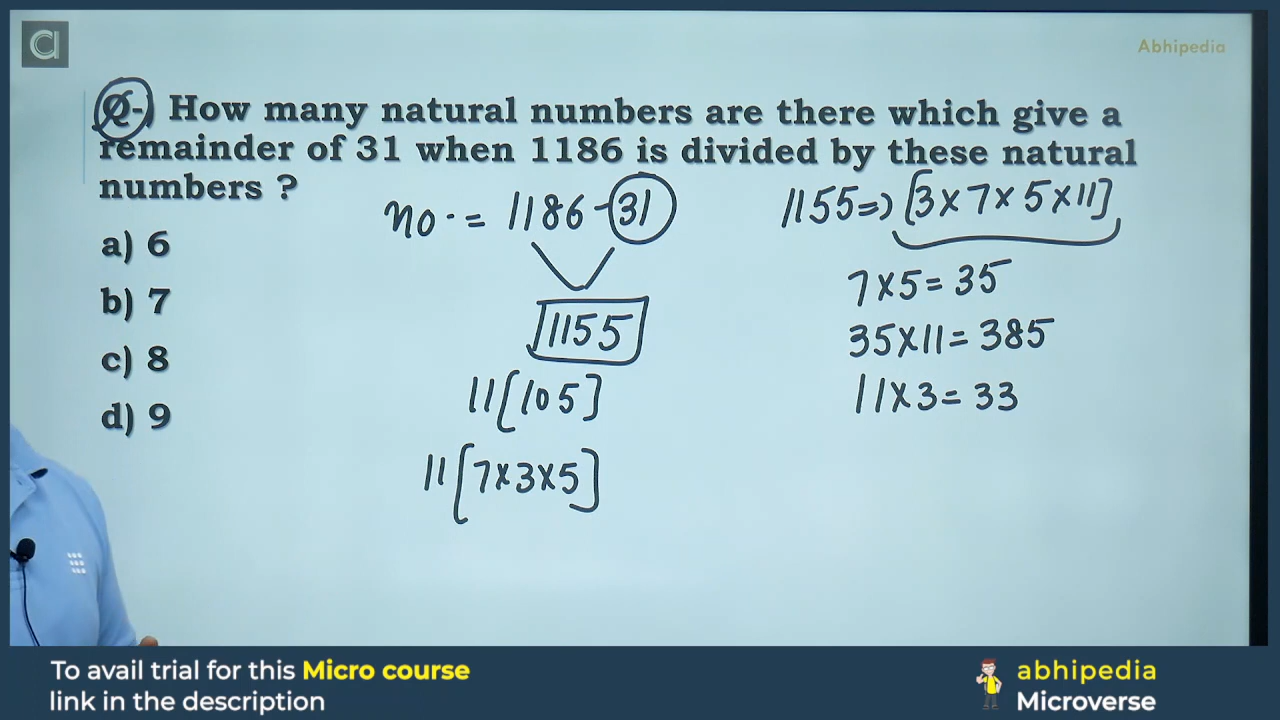 Abhipedia
Q- How many natural numbers are there which give a
remainder of 31 when 1186 is divided by these natural
numbers ?
a) 6
b) 7
c) 8
d) 9
no. = 1186 - 31
1155
11[105]
11[7×3×5]
1155 => [3×7×5×11]
7×5 = 35
35×11 = 385
11×3 = 33
To avail trial for this Micro course
link in the description
abhipedia
Microverse